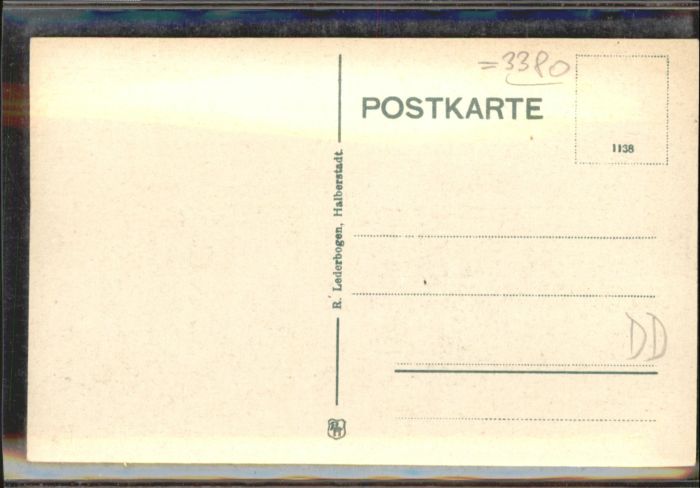 =3380
POSTKARTE
1138
R. Lederbogen, Halberstadt.
DD